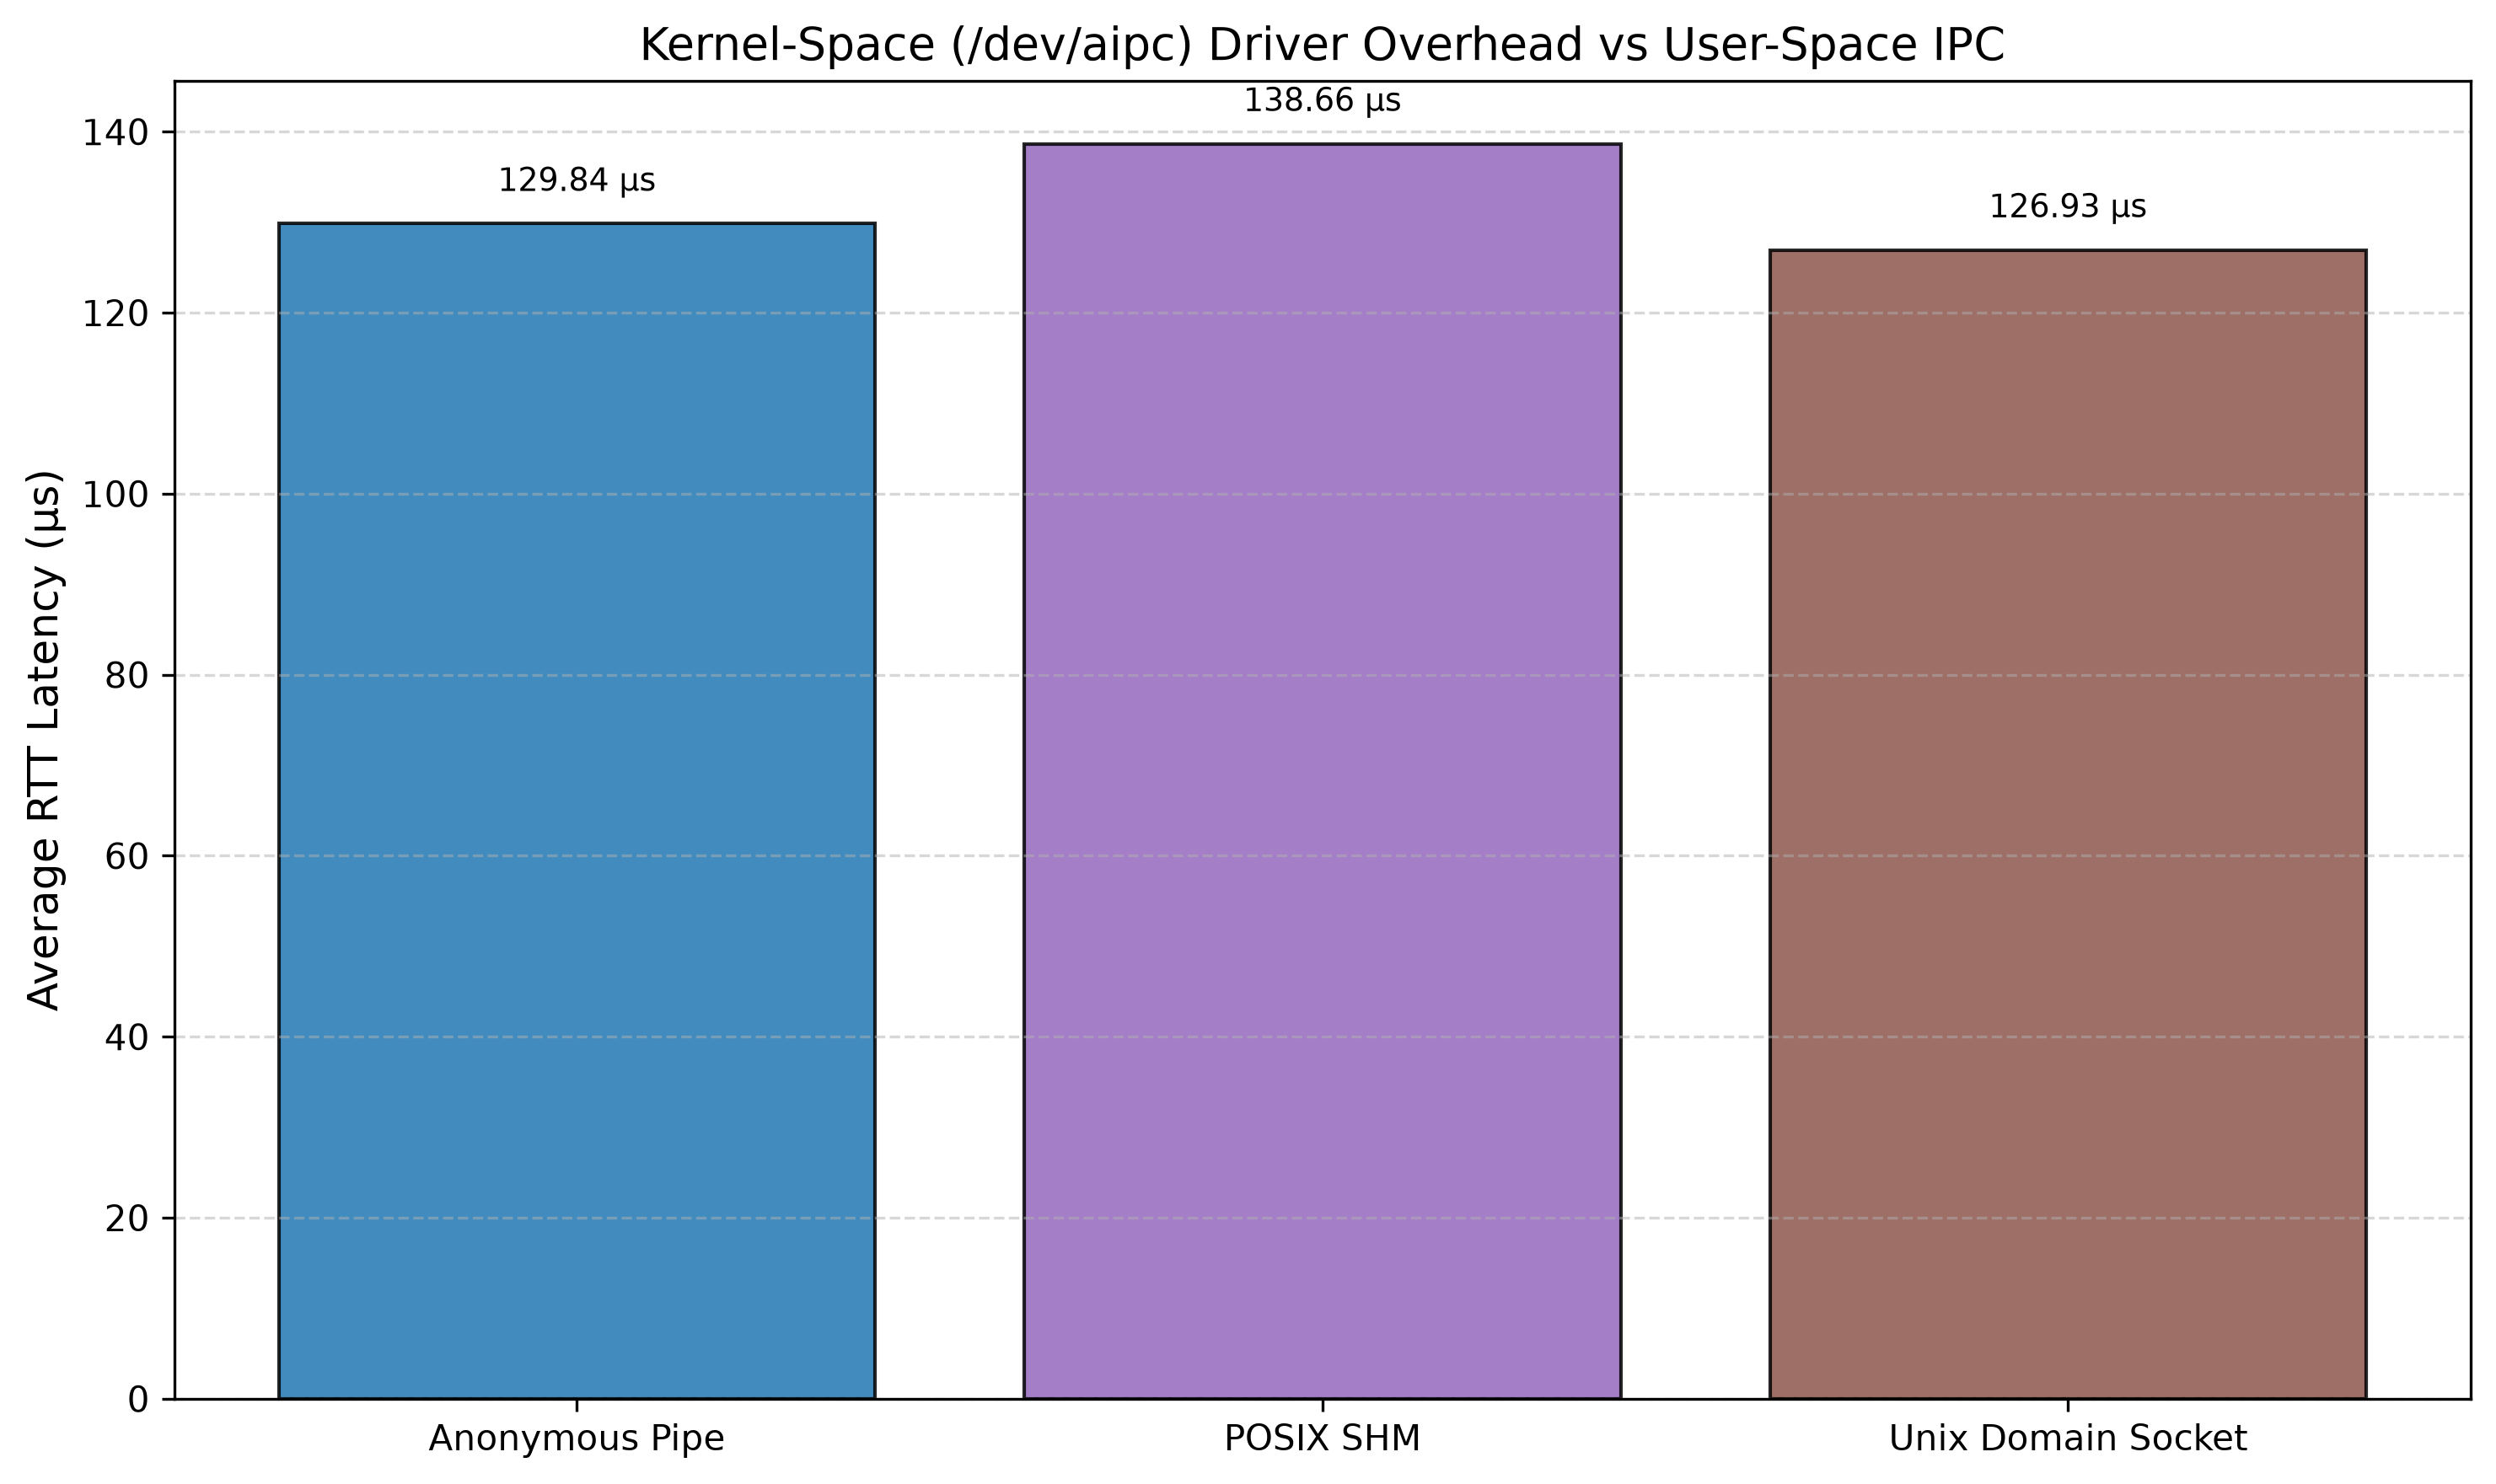 Kernel-Space (/dev/aipc) Driver Overhead vs User-Space IPC
Average RTT Latency (µs)
140
120
100
80
60
40
20
0
129.84 µs
138.66 µs
126.93 µs
Anonymous Pipe
POSIX SHM
Unix Domain Socket